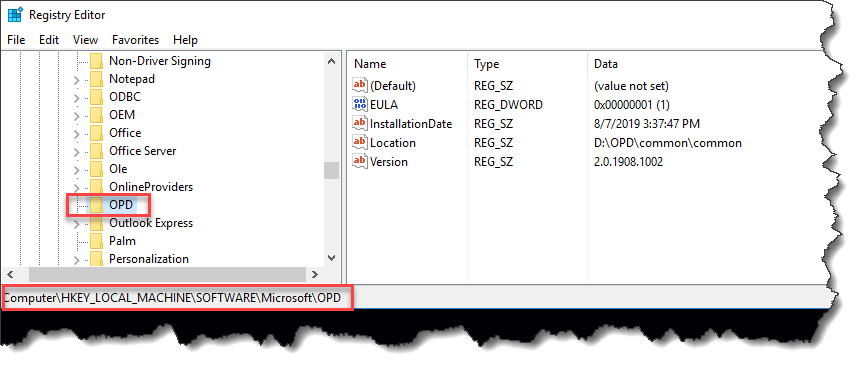 Registry Editor
File Edit View Favorites Help
Non-Driver Signing
Notepad
ODBC
OEM
Office
Office Server
Ole
OnlineProviders
OPD
Outlook Express
Palm
Personalization
Name Type Data
(Default) REG_SZ (value not set)
EULA REG_DWORD 0x00000001 (1)
InstallationDate REG_SZ 8/7/2019 3:37:47 PM
Location REG_SZ D:\OPD\common\common
Version REG_SZ 2.0.1908.1002
Computer\HKEY_LOCAL_MACHINE\SOFTWARE\Microsoft\OPD